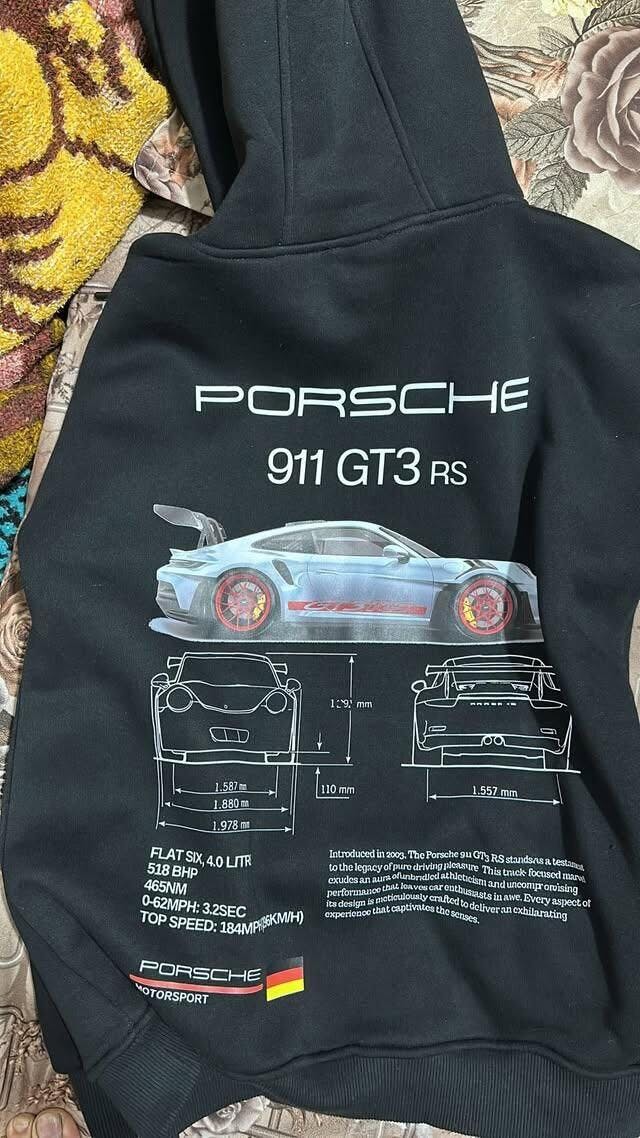 PORSCHE
911 GT3 RS
GT3 RS
mm
110 mm
1.587 mm
1.880 mm
1.978 mm
1.557 mm
FLAT SIX, 4.0 LITR
518 BHP
465NM
0-62MPH: 3.2SEC
TOP SPEED: 184MPH
Introduced in 2003, The Porsche 911 GT3 RS stands as a testament
to the legacy of pure driving pleasure This track-focused marvel
exudes an aura of unbridled athleticism and uncompromising
performance that leaves car enthusiasts in awe. Every aspect of
its design is meticulously crafted to deliver an exhilarating
experience that captivates the senses.
PORSCHE
MOTORSPORT